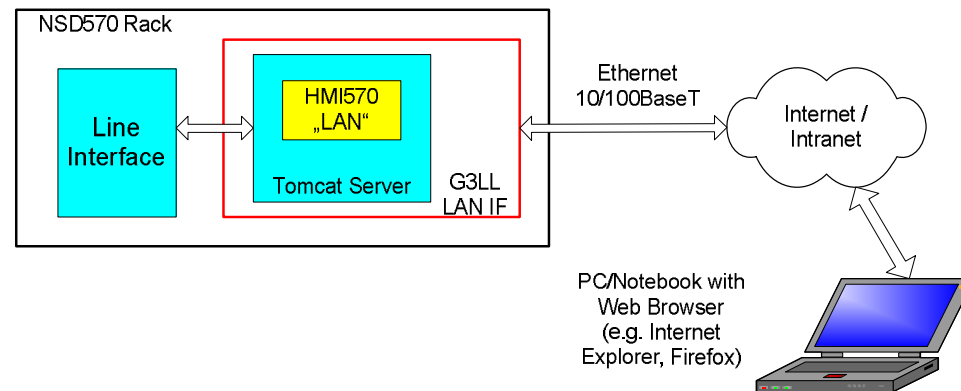 NSD570 Rack
Line
Interface
HMI570
„LAN“
Tomcat Server
G3LL
LAN IF
Ethernet
10/100BaseT
Internet /
Intranet
PC/Notebook with
Web Browser
(e.g. Internet
Explorer, Firefox)